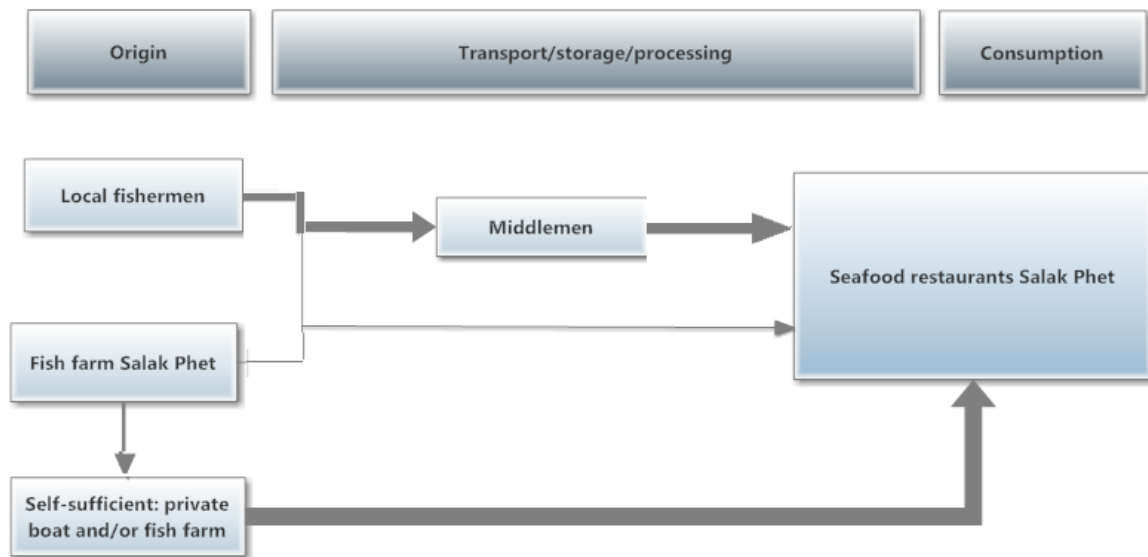 Origin
Transport/storage/processing
Consumption
Local fishermen
Middlemen
Seafood restaurants Salak Phet
Fish farm Salak Phet
Self-sufficient: private
boat and/or fish farm